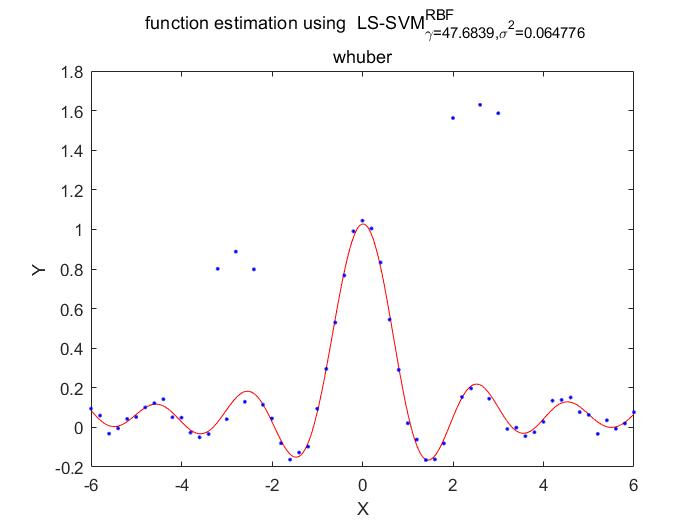 function estimation using LS-SVM^{RBF}_{γ=47.6839,σ^2=0.064776}
whuber
1.8
1.6
1.4
1.2
1
0.8
0.6
0.4
0.2
0
-0.2
Y
-6 -4 -2 0 2 4 6
X